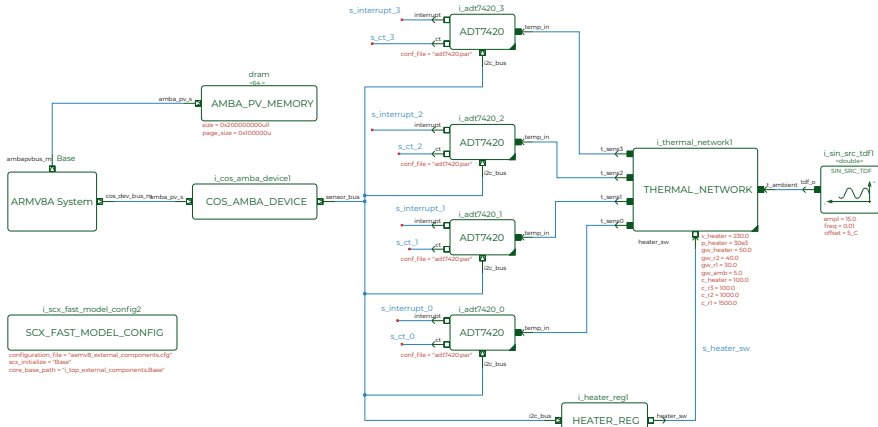 s_interrupt_3
i_adt7420_3
interrupt
ADT7420
temp_in
s_ct_3
ct
conf_file = "adt7420.par"
i2c_bus
dram
<64>
amba_pv_s
AMBA_PV_MEMORY
size = 0x200000000ull
page_size = 0x100000u
s_interrupt_2
i_adt7420_2
interrupt
ADT7420
temp_in
s_ct_2
ct
conf_file = "adt7420.par"
i2c_bus
ambapvbus_m
Base
ARMV8A System
cos_dev_bus_m
amba_pv_s
i_cos_amba_device1
COS_AMBA_DEVICE
sensor_bus
i_thermal_network1
t_sens3
t_sens2
t_sens1
t_sens0
THERMAL_NETWORK
t_ambient
heater_sw
v_heater = 230.0
p_heater = 30e3
gw_heater = 50.0
gw_r2 = 40.0
gw_r1 = 30.0
gw_amb = 5.0
c_heater = 100.0
c_r3 = 100.0
c_r2 = 1000.0
c_r1 = 1500.0
i_sin_src_tdf1
<double>
SIN_SRC_TDF
tdf_o
ampl = 15.0
freq = 0.01
offset = 5_C
s_interrupt_1
i_adt7420_1
interrupt
ADT7420
temp_in
s_ct_1
ct
conf_file = "adt7420.par"
i2c_bus
i_scx_fast_model_config2
SCX_FAST_MODEL_CONFIG
configuration_file = "aemv8_external_components.cfg"
scx_initialize = "Base"
core_base_path = "i_top_external_components.Base"
s_interrupt_0
i_adt7420_0
interrupt
ADT7420
temp_in
s_ct_0
ct
conf_file = "adt7420.par"
i2c_bus
s_heater_sw
i_heater_reg1
i2c_bus
HEATER_REG
heater_sw